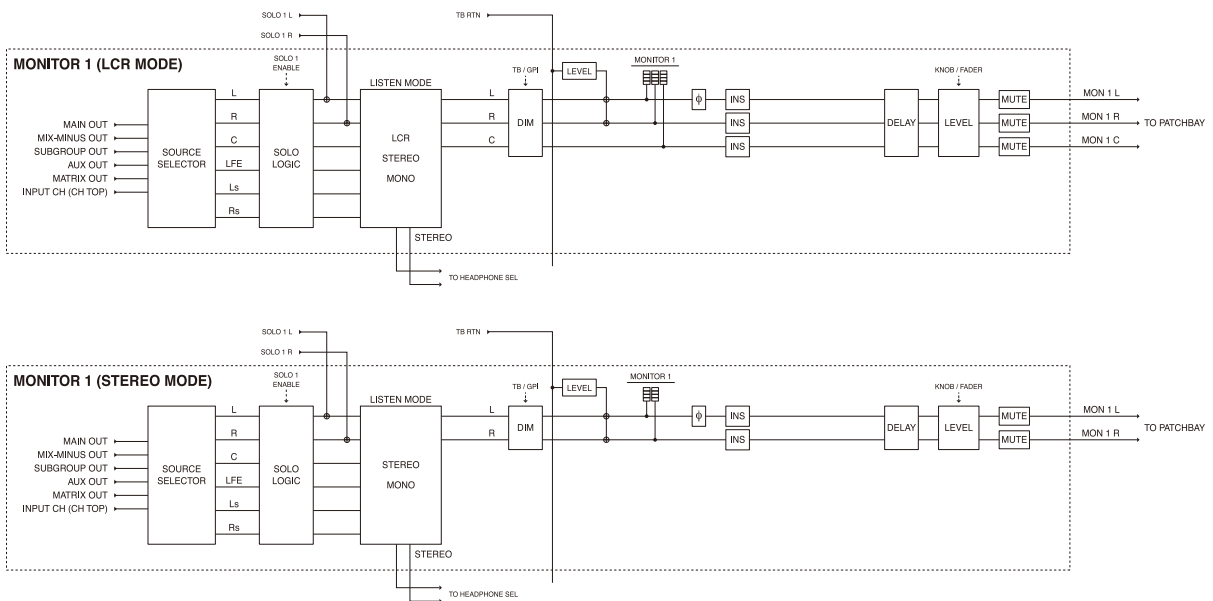 SOLO 1 L
TB RTN
SOLO 1 R
MONITOR 1 (LCR MODE)
SOLO 1
ENABLE
LISTEN MODE
TB / GPI
LEVEL
MONITOR 1
KNOB / FADER
MAIN OUT
MIX-MINUS OUT
SUBGROUP OUT
AUX OUT
MATRIX OUT
INPUT CH (CH TOP)
SOURCE
SELECTOR
L
R
C
LFE
Ls
Rs
SOLO
LOGIC
LCR
STEREO
MONO
L
R
C
DIM
ϕ
INS
INS
INS
DELAY
LEVEL
MUTE
MUTE
MUTE
MON 1 L
MON 1 R
MON 1 C
TO PATCHBAY
STEREO
TO HEADPHONE SEL
SOLO 1 L
TB RTN
SOLO 1 R
MONITOR 1 (STEREO MODE)
SOLO 1
ENABLE
LISTEN MODE
TB / GPI
LEVEL
MONITOR 1
KNOB / FADER
MAIN OUT
MIX-MINUS OUT
SUBGROUP OUT
AUX OUT
MATRIX OUT
INPUT CH (CH TOP)
SOURCE
SELECTOR
L
R
C
LFE
Ls
Rs
SOLO
LOGIC
STEREO
MONO
L
R
DIM
ϕ
INS
INS
DELAY
LEVEL
MUTE
MUTE
MON 1 L
MON 1 R
TO PATCHBAY
STEREO
TO HEADPHONE SEL